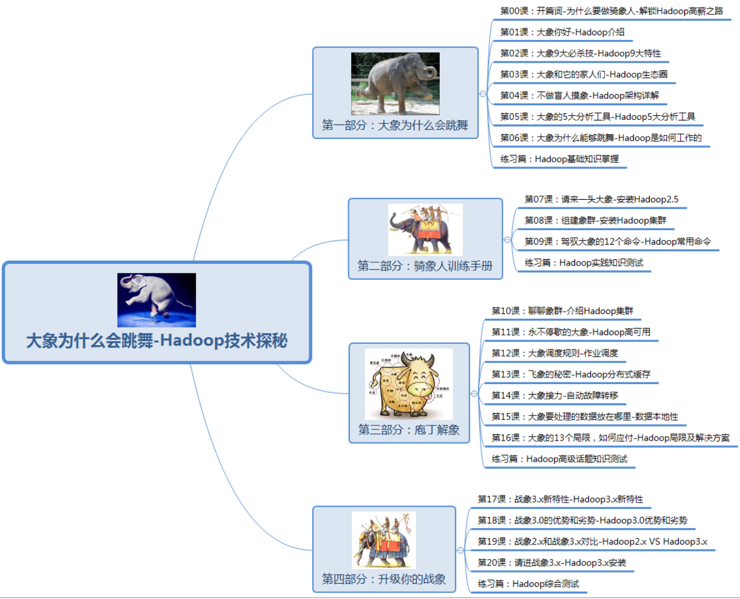 大象为什么会跳舞-Hadoop技术探秘
第一部分：大象为什么会跳舞
第00课：开篇词-为什么要做骑象人-解锁Hadoop高薪之路
第01课：大象你好-Hadoop介绍
第02课：大象9大必杀技-Hadoop9大特性
第03课：大象和它的家人们-Hadoop生态圈
第04课：不做盲人摸象-Hadoop架构详解
第05课：大象的5大分析工具-Hadoop5大分析工具
第06课：大象为什么能够跳舞-Hadoop是如何工作的
练习篇：Hadoop基础知识掌握
第二部分：骑象人训练手册
第07课：请来一头大象-安装Hadoop2.5
第08课：组建象群-安装Hadoop集群
第09课：驾驭大象的12个命令-Hadoop常用命令
练习篇：Hadoop实践知识测试
第三部分：庖丁解象
第10课：聊聊象群-介绍Hadoop集群
第11课：永不停歇的大象-Hadoop高可用
第12课：大象调度规则-作业调度
第13课：飞象的秘密-Hadoop分布式缓存
第14课：大象接力-自动故障转移
第15课：大象要处理的数据放在哪里-数据本地性
第16课：大象的13个局限，如何应付-Hadoop局限及解决方案
练习篇：Hadoop高级话题知识测试
第四部分：升级你的战象
第17课：战象3.x新特性-Hadoop3.x新特性
第18课：战象3.0的优势和劣势-Hadoop3.0优势和劣势
第19课：战象2.x和战象3.x对比-Hadoop2.x VS Hadoop3.x
第20课：请进战象3.x-Hadoop3.x安装
练习篇：Hadoop综合测试